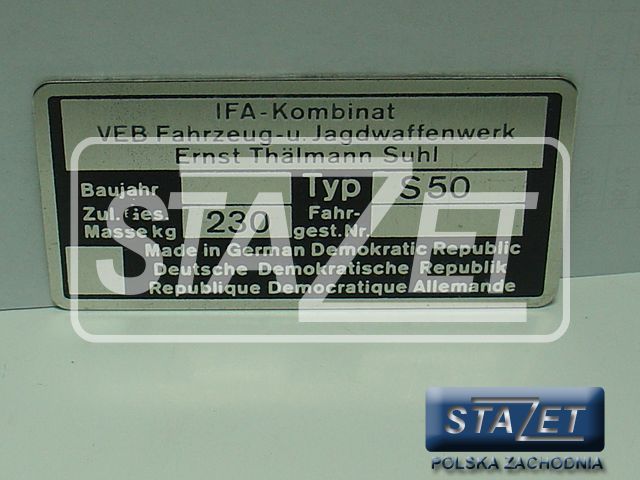 IFA-Kombinat
VEB Fahrzeug-u. Jagdwaffenwerk
Ernst Thälmann Suhl
Baujahr Typ S50
Zul. Ges. Masse kg 230 Fahr-gest. Nr.
Made in German Demokratic Republic
Deutsche Demokratische Republik
Republique Democratique Allemande
STAZET
STAZET
POLSKA ZACHODNIA